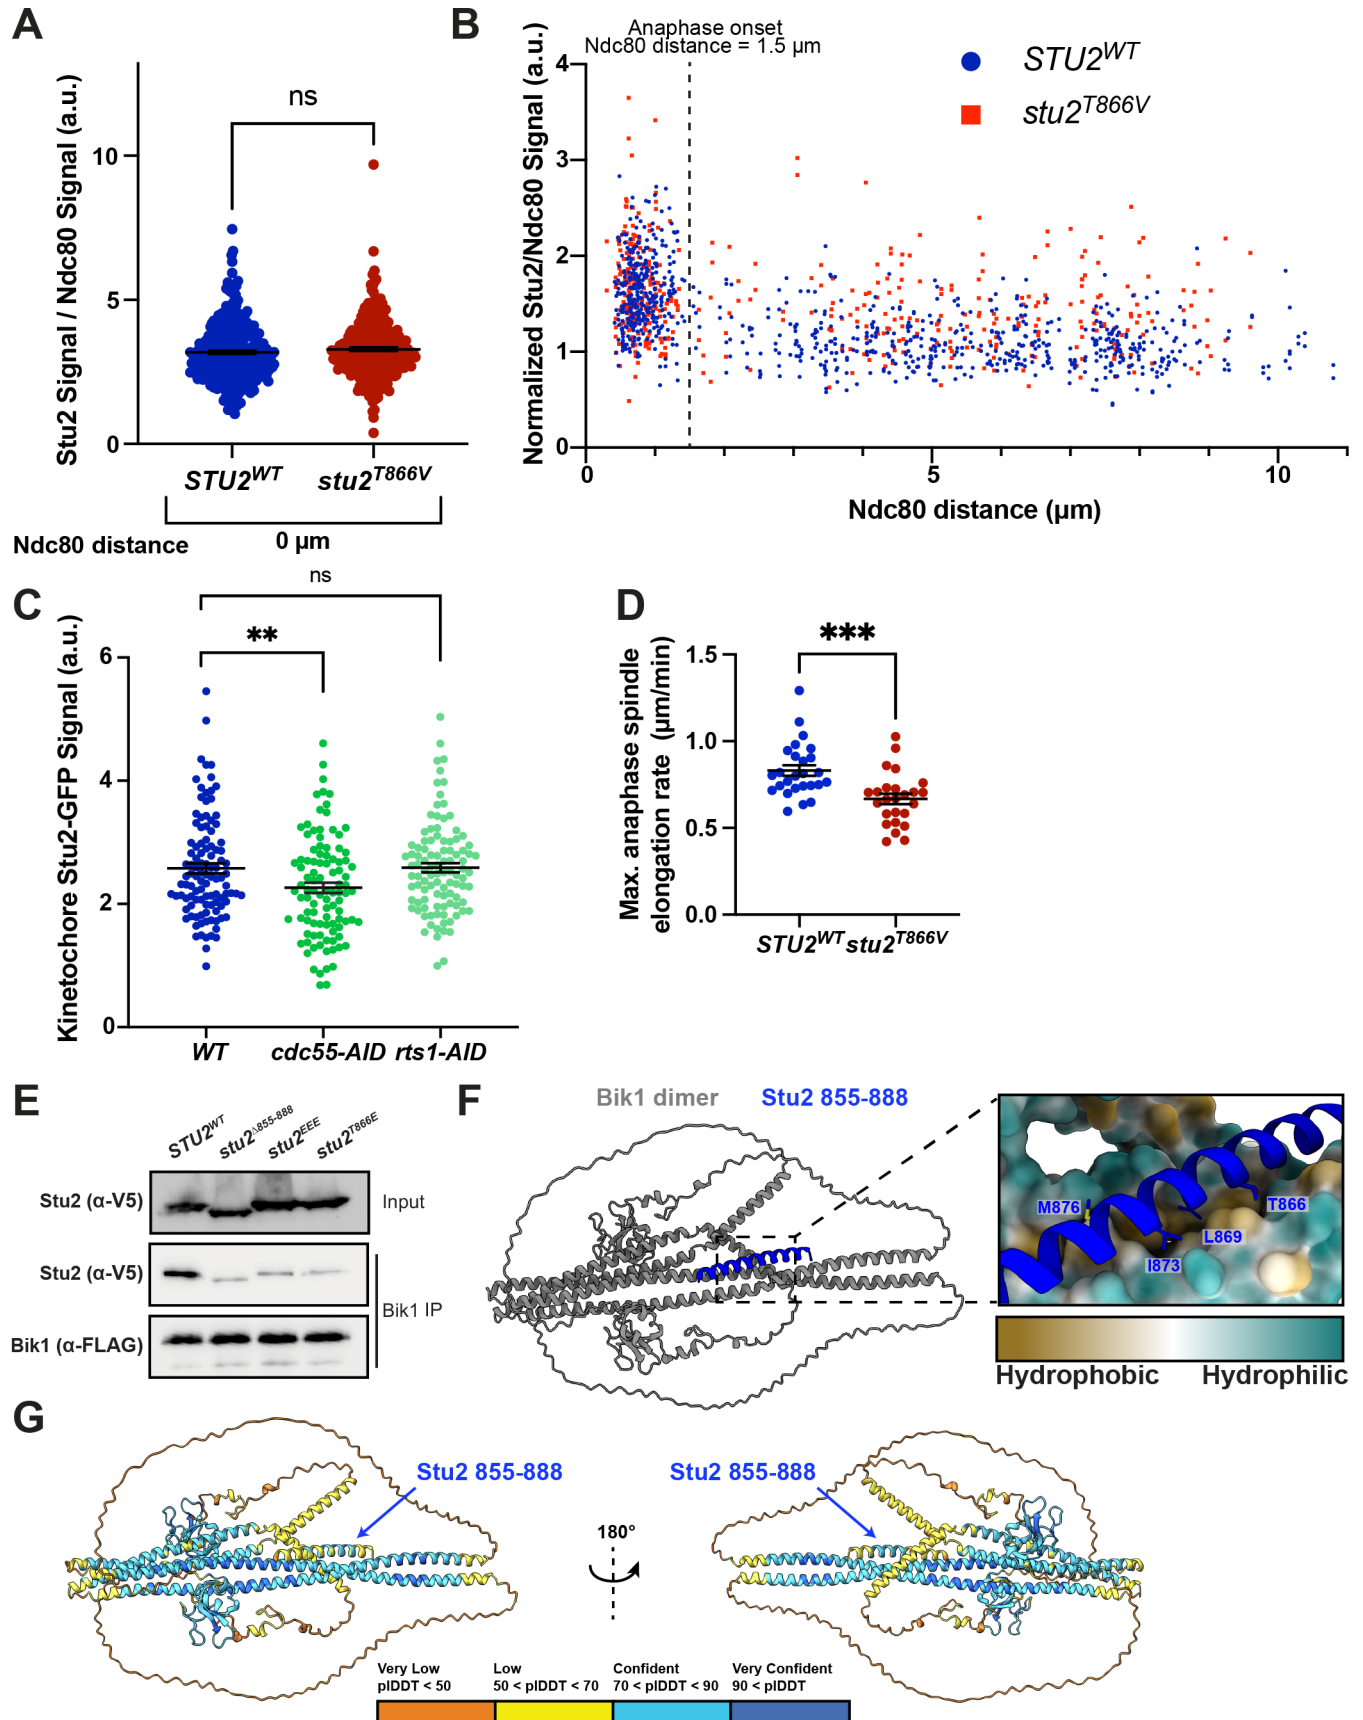 A
Stu2 Signal / Ndc80 Signal (a.u.)
10
5
0
ns
STU2WT
stu2T866V
Ndc80 distance
0 µm
B
Anaphase onset
Ndc80 distance = 1.5 µm
STU2WT
stu2T866V
Normalized Stu2/Ndc80 Signal (a.u.)
4
3
2
1
0
0
5
10
Ndc80 distance (µm)
C
Kinetochore Stu2-GFP Signal (a.u.)
ns
**
6
4
2
0
WT
cdc55-AID
rts1-AID
D
Max. anaphase spindle
elongation rate (µm/min)
***
1.5
1.0
0.5
0.0
STU2WT
stu2T866V
E
STU2WT
stu2Δ855-888
stu2EEE
stu2T866E
Stu2 (α-V5)
Input
Stu2 (α-V5)
Bik1 IP
Bik1 (α-FLAG)
F
Bik1 dimer
Stu2 855-888
M876
T866
L869
I873
Hydrophobic
Hydrophilic
G
Stu2 855-888
Stu2 855-888
180°
Very Low
pIDDT < 50
Low
50 < pIDDT < 70
Confident
70 < pIDDT < 90
Very Confident
90 < pIDDT